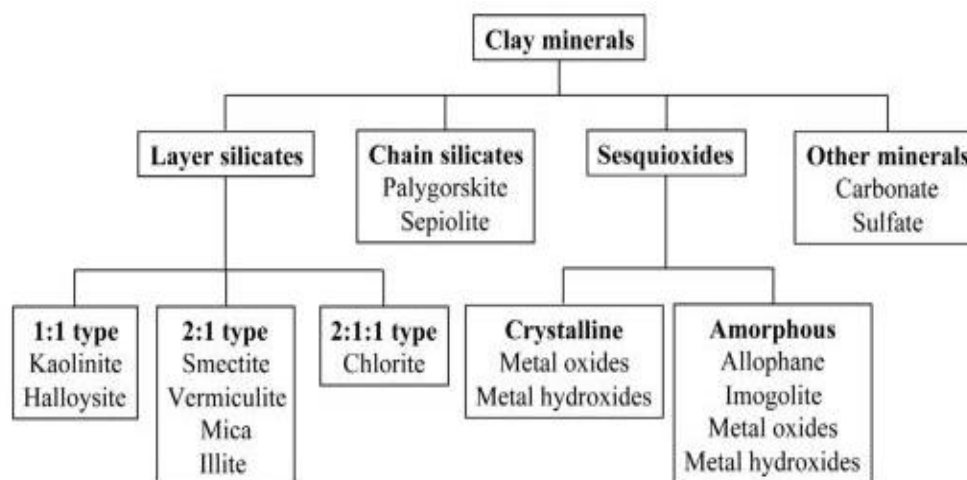 Clay minerals
Layer silicates
Chain silicates
Palygorskite
Sepiolite
Sesquioxides
Other minerals
Carbonate
Sulfate
1:1 type
Kaolinite
Halloysite
2:1 type
Smectite
Vermiculite
Mica
Illite
2:1:1 type
Chlorite
Crystalline
Metal oxides
Metal hydroxides
Amorphous
Allophane
Imogolite
Metal oxides
Metal hydroxides